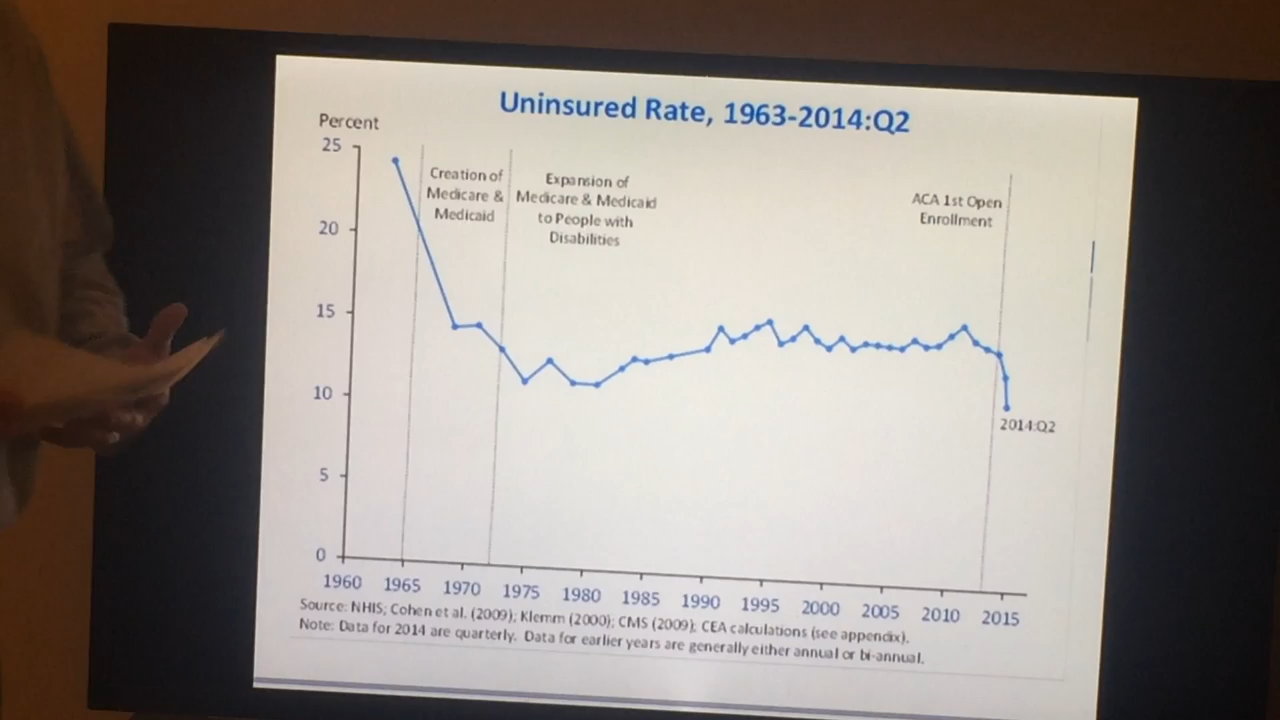 Uninsured Rate, 1963-2014:Q2
Percent
25
20
15
10
5
0
Creation of
Medicare &
Medicaid
Expansion of
Medicare & Medicaid
to People with
Disabilities
ACA 1st Open
Enrollment
2014:Q2
1960 1965 1970 1975 1980 1985 1990 1995 2000 2005 2010 2015
Source: NHIS; Cohen et al. (2009); Klemm (2000); CMS (2009); CEA calculations (see appendix).
Note: Data for 2014 are quarterly. Data for earlier years are generally either annual or bi-annual.